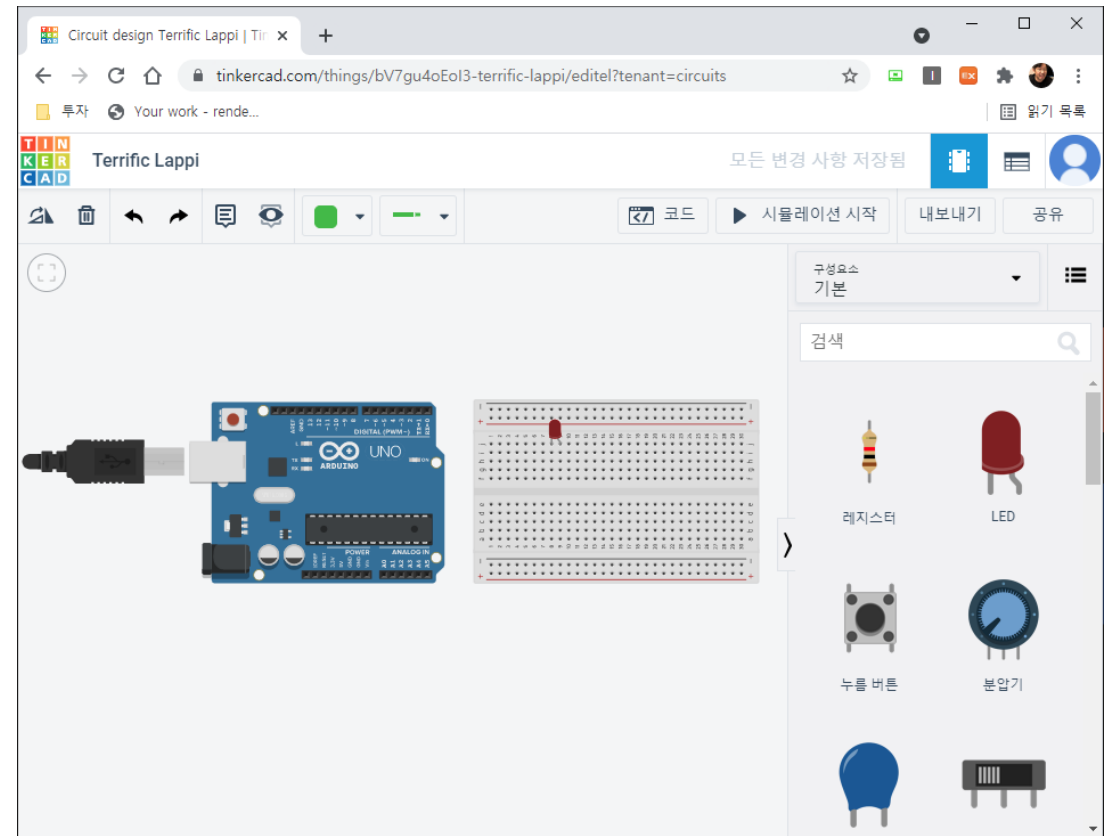 Circuit design Terrific Lappi | Tin
tinkercad.com/things/bV7gu4oEoI3-terrific-lappi/editel?tenant=circuits
투자
Your work - rende...
읽기 목록
TIN
KER
CAD
Terrific Lappi
모든 변경 사항 저장됨
코드
시뮬레이션 시작
내보내기
공유
구성요소
기본
검색
DIGITAL (PWM~)
UNO
ARDUINO
ON
POWER
ANALOG IN
레지스터
LED
누름 버튼
분압기